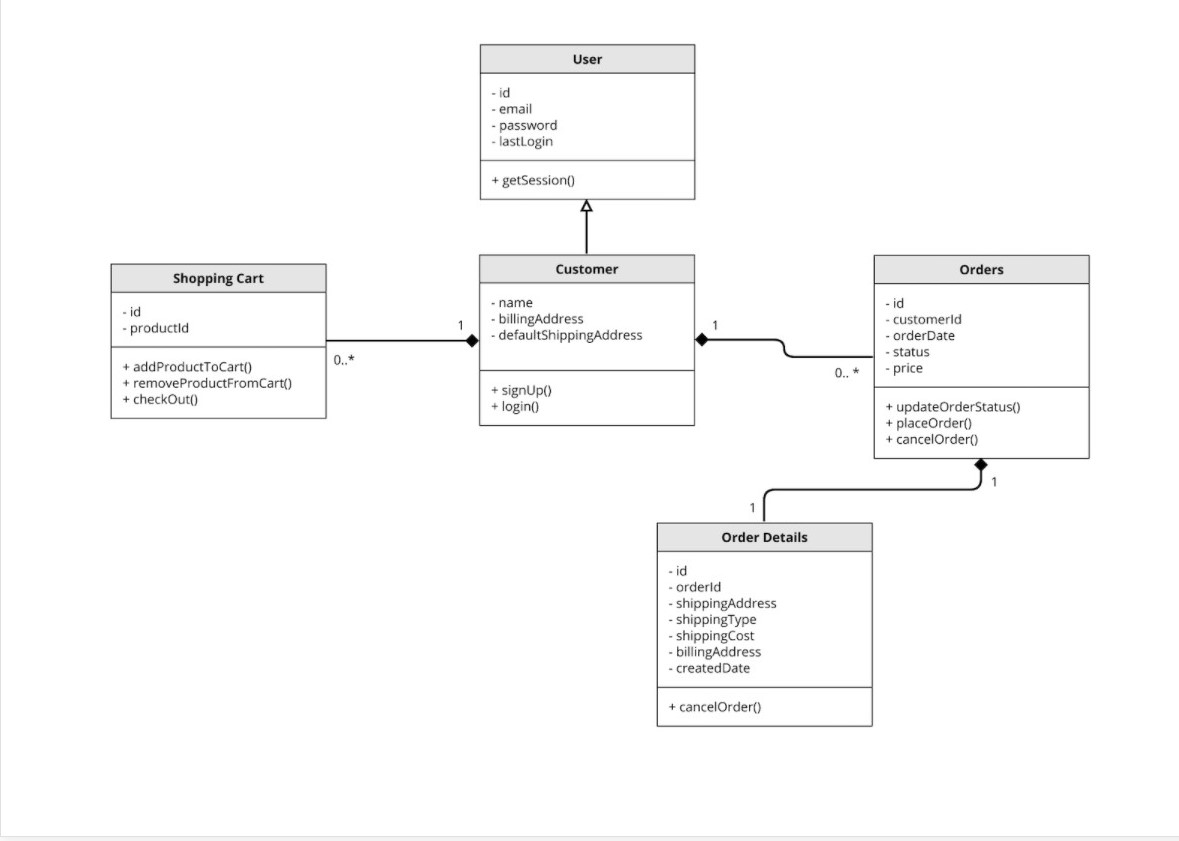 User
- id
- email
- password
- lastLogin
+ getSession()
Shopping Cart
- id
- productId
+ addProductToCart()
+ removeProductFromCart()
+ checkOut()
1
0..*
Customer
- name
- billingAddress
- defaultShippingAddress
+ signUp()
+ login()
1
0.. *
Orders
- id
- customerId
- orderDate
- status
- price
+ updateOrderStatus()
+ placeOrder()
+ cancelOrder()
1
1
Order Details
- id
- orderId
- shippingAddress
- shippingType
- shippingCost
- billingAddress
- createdDate
+ cancelOrder()